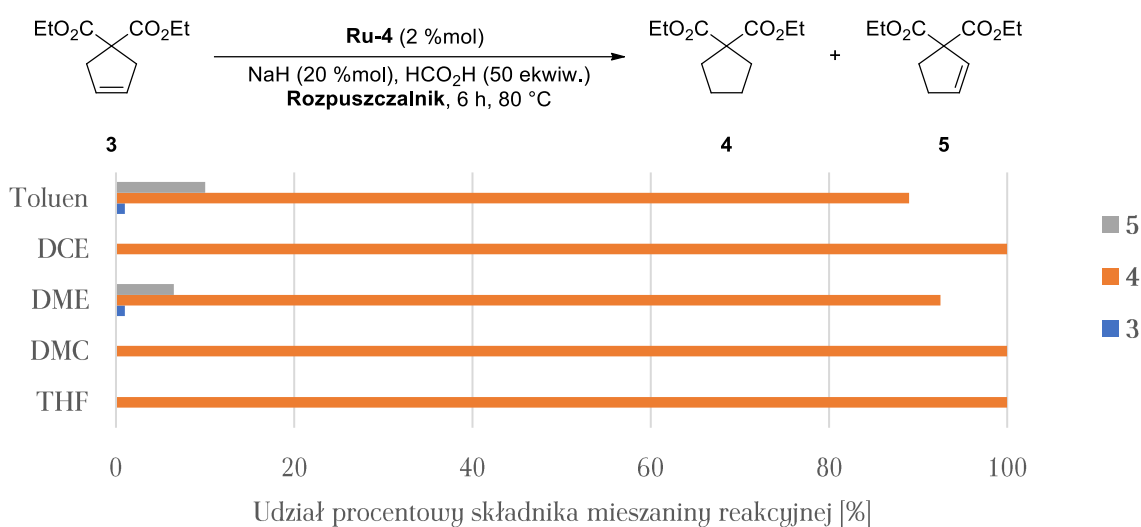 EtO₂C CO₂Et
Ru-4 (2 %mol)
NaH (20 %mol), HCO₂H (50 ekwiw.)
Rozpuszczalnik, 6 h, 80 °C
EtO₂C CO₂Et
+
EtO₂C CO₂Et
3
4
5
Toluen
DCE
DME
DMC
THF
0 20 40 60 80 100
Udział procentowy składnika mieszaniny reakcyjnej [%]
5
4
3